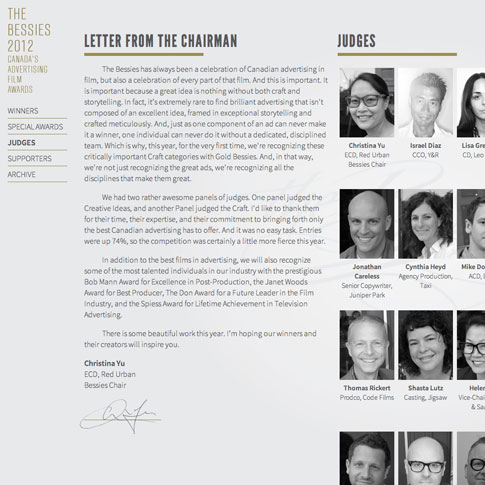 THE
BESSIES
2012
CANADA'S
ADVERTISING
FILM
AWARDS
WINNERS
SPECIAL AWARDS
JUDGES
SUPPORTERS
ARCHIVE
LETTER FROM THE CHAIRMAN
The Bessies has always been a celebration of Canadian advertising in
film, but also a celebration of every part of that film. And this is important. It
is important because a great idea is nothing without both craft and
storytelling. In fact, it's extremely rare to find brilliant advertising that isn't
composed of an excellent idea, framed in exceptional storytelling and
crafted meticulously. And, just as one component of an ad can never make
it a winner, one individual can never do it without a dedicated, disciplined
team. Which is why, this year, for the very first time, we're recognizing these
critically important Craft categories with Gold Bessies. And, in that way,
we're not just recognizing the great ads, we're recognizing all the
disciplines that make them great.
We had two rather awesome panels of judges. One panel judged the
Creative Ideas, and another Panel judged the Craft. I'd like to thank them
for their time, their expertise, and their commitment to bringing forth only
the best Canadian advertising has to offer. And it was no easy task. Entries
were up 74%, so the competition was certainly a little more fierce this year.
In addition to the best films in advertising, we will also recognize
some of the most talented individuals in our industry with the prestigious
Bob Mann Award for Excellence in Post-Production, the Janet Woods
Award for Best Producer, The Don Award for a Future Leader in the Film
Industry, and the Spiess Award for Lifetime Achievement in Television
Advertising.
There is some beautiful work this year. I'm hoping our winners and
their creators will inspire you.
Christina Yu
ECD, Red Urban
Bessies Chair
JUDGES
Christina Yu
ECD, Red Urban
Bessies Chair
Israel Diaz
CCO, Y&R
Lisa Gre
CD, Leo
Jonathan
Careless
Senior Copywriter,
Juniper Park
Cynthia Heyd
Agency Production,
Taxi
Mike Do
ACD,
Thomas Rickert
Prodco, Code Films
Shasta Lutz
Casting, Jigsaw
Helen
Vice-Chai
& Sa